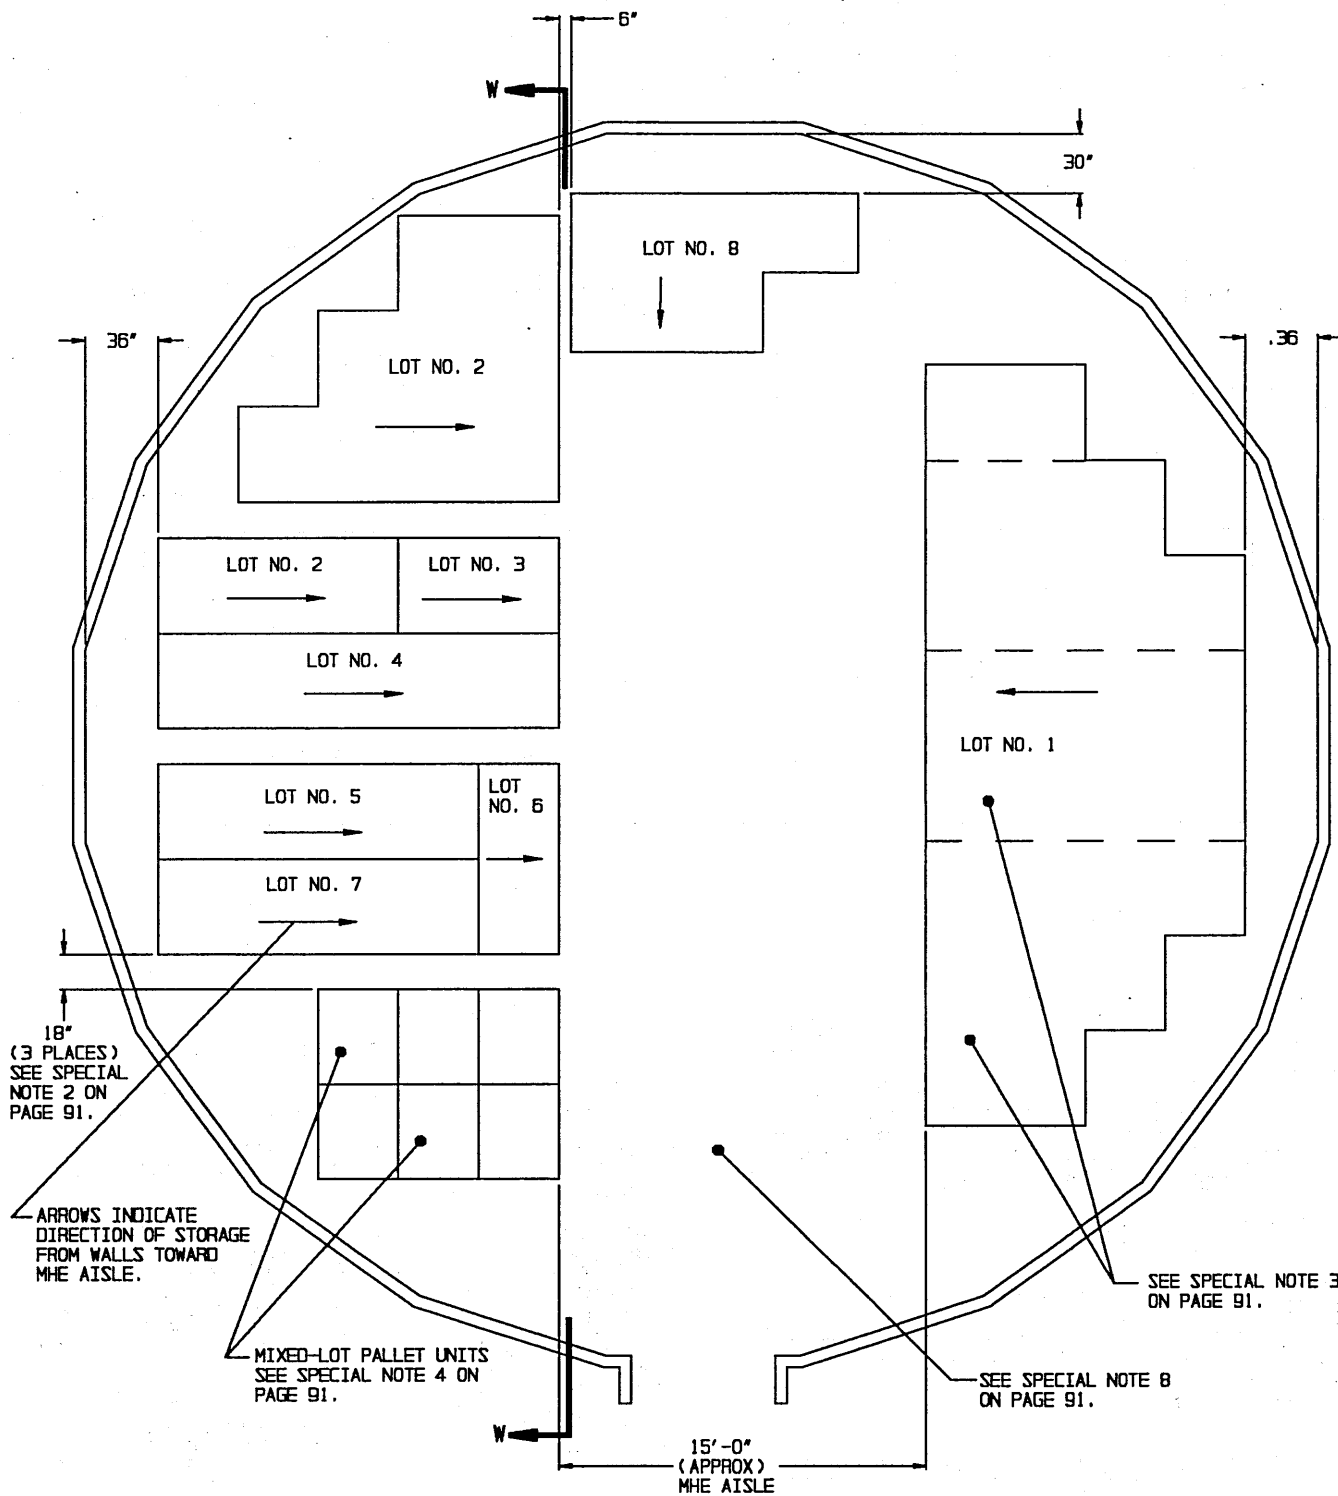 6"
W
30"
LOT NO. 8
36"
.36
LOT NO. 2
LOT NO. 2
LOT NO. 3
LOT NO. 4
LOT NO. 1
LOT NO. 5
LOT
NO. 6
LOT NO. 7
18"
(3 PLACES)
SEE SPECIAL
NOTE 2 ON
PAGE 91.
ARROWS INDICATE
DIRECTION OF STORAGE
FROM WALLS TOWARD
MHE AISLE.
SEE SPECIAL NOTE 3
ON PAGE 91.
MIXED-LOT PALLET UNITS
SEE SPECIAL NOTE 4 ON
PAGE 91.
SEE SPECIAL NOTE 8
ON PAGE 91.
W
15'-0"
(APPROX)
MHE AISLE